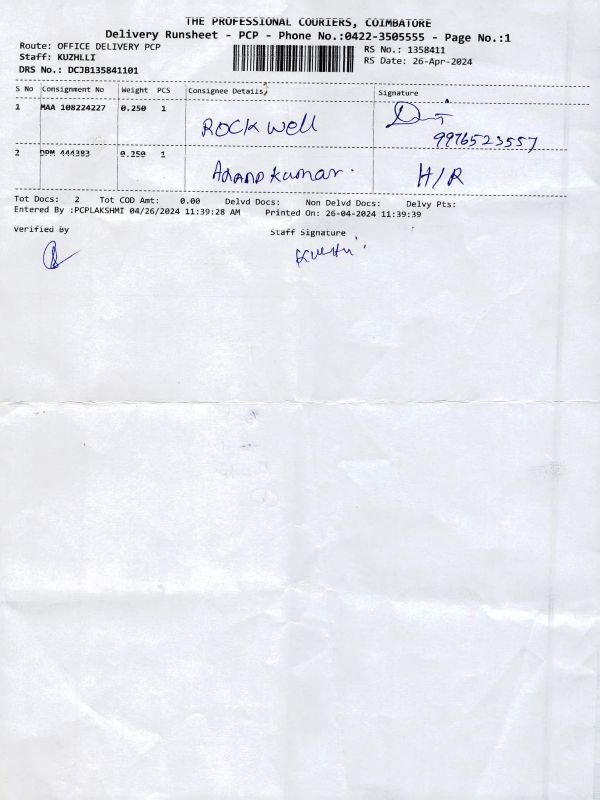 THE PROFESSIONAL COURIERS, COIMBATORE
Delivery Runsheet - PCP - Phone No.:0422-3505555 - Page No.:1
Route: OFFICE DELIVERY PCP
Staff: KUZHLLI
DRS No.: DCJB135841101
RS No.: 1358411
RS Date: 26-Apr-2024
S No Consignment No Weight PCS Consignee Details Signature
1 MAA 108224227 0.250 1
ROCKWell
9976523557
2 DPM 444383 0.250 1
Anand kumar. H/R
Tot Docs: 2 Tot COD Amt: 0.00 Delvd Docs: Non Delvd Docs: Delvy Pts:
Entered By :PCPLAKSHMI 04/26/2024 11:39:28 AM Printed On: 26-04-2024 11:39:39
Verified By Staff Signature